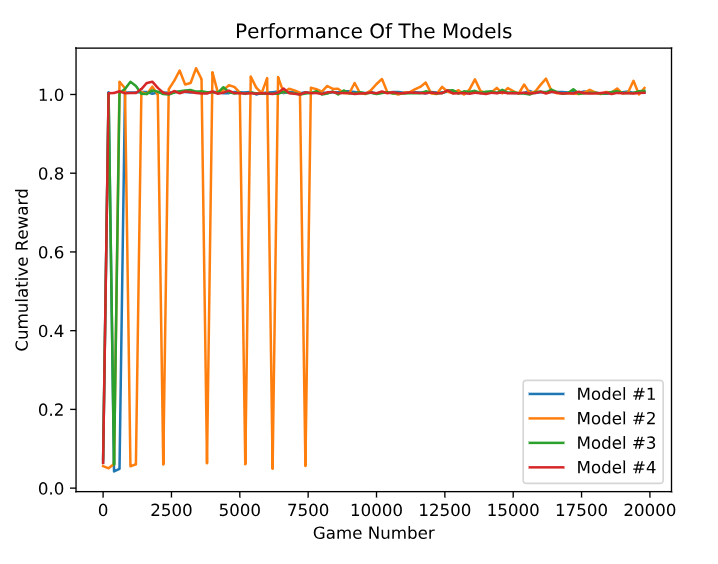 Performance Of The Models
Cumulative Reward
1.0
0.8
0.6
0.4
0.2
0.0
Model #1
Model #2
Model #3
Model #4
0 2500 5000 7500 10000 12500 15000 17500 20000
Game Number